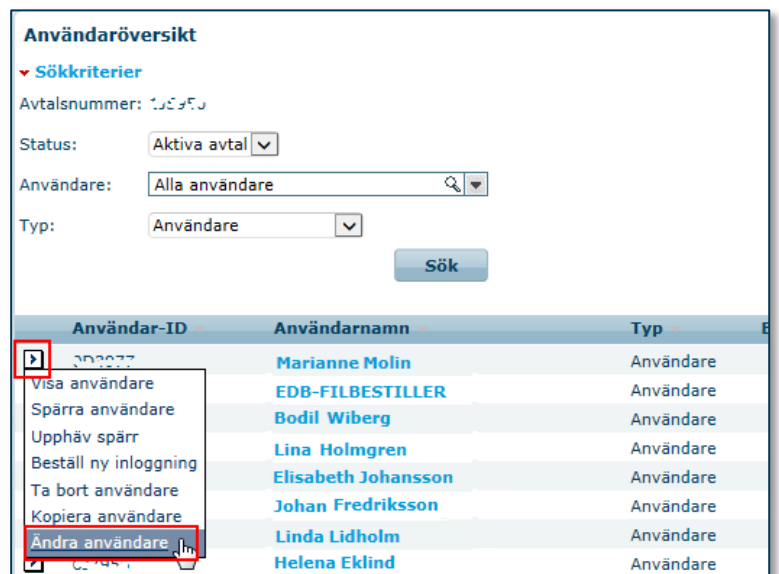 Användaröversikt
Sökkriterier
Avtalsnummer:
Status: Aktiva avtal
Användare: Alla användare
Typ: Användare
Sök
Användar-ID Användarnamn Typ
Marianne Molin Användare
Visa användare EDB-FILBESTILLER Användare
Spärra användare Bodil Wiberg Användare
Upphäv spärr Lina Holmgren Användare
Beställ ny inloggning Elisabeth Johansson Användare
Ta bort användare Johan Fredriksson Användare
Kopiera användare
Ändra användare Linda Lidholm Användare
Helena Eklind Användare